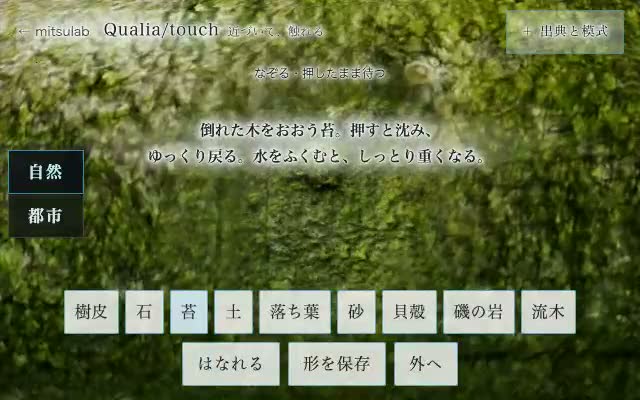 ← mitsulab Qualia/touch 近づいて、触れる
＋ 出典と模式
なぞる・押したまま待つ
倒れた木をおおう苔。押すと沈み、
ゆっくり戻る。水をふくむと、しっとり重くなる。
自然
都市
樹皮 石 苔 土 落ち葉 砂 貝殻 磯の岩 流木
はなれる 形を保存 外へ